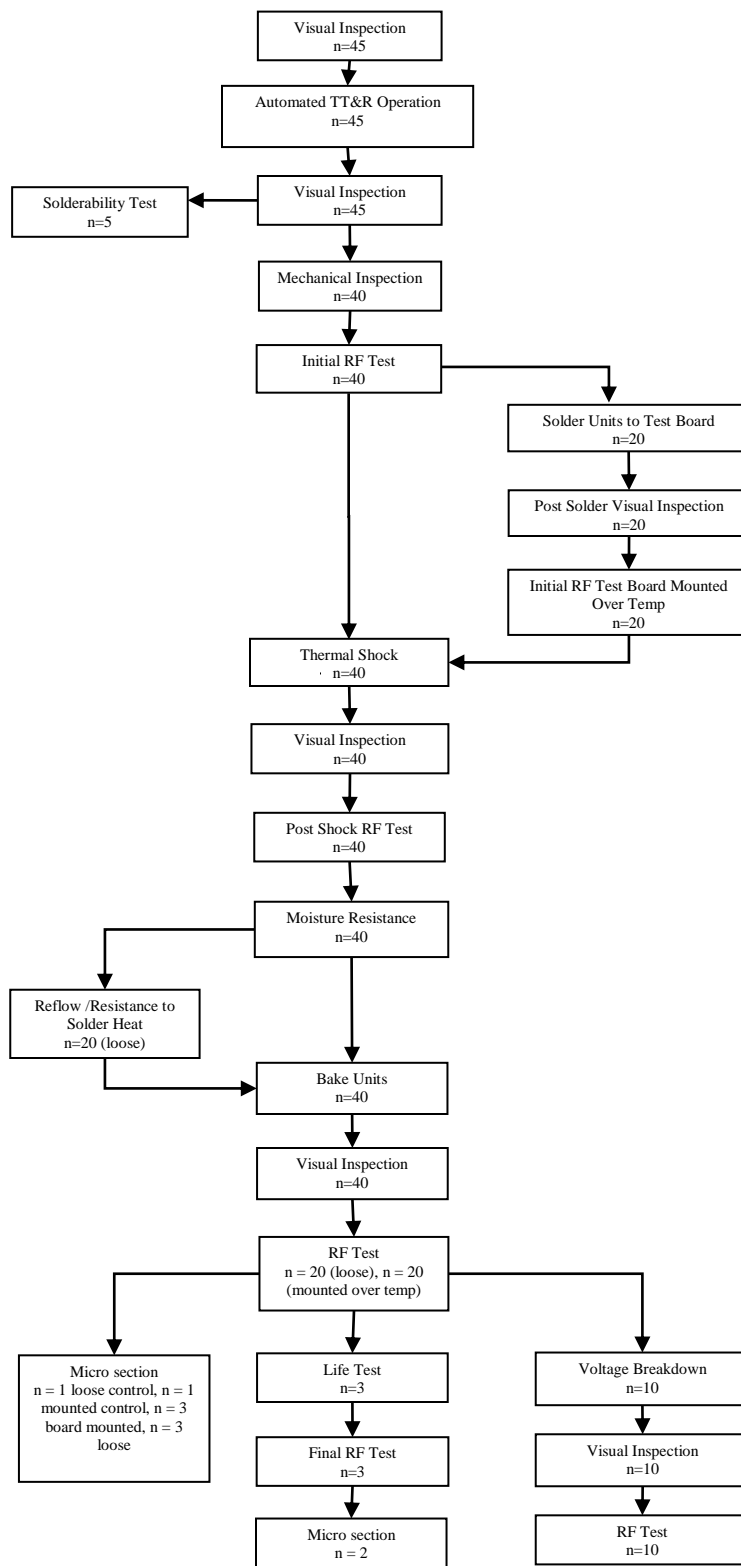 Visual Inspection
n=45
Automated TT&R Operation
n=45
Solderability Test
n=5
Visual Inspection
n=45
Mechanical Inspection
n=40
Initial RF Test
n=40
Solder Units to Test Board
n=20
Post Solder Visual Inspection
n=20
Initial RF Test Board Mounted
Over Temp
n=20
Thermal Shock
n=40
Visual Inspection
n=40
Post Shock RF Test
n=40
Moisture Resistance
n=40
Reflow /Resistance to
Solder Heat
n=20 (loose)
Bake Units
n=40
Visual Inspection
n=40
RF Test
n = 20 (loose), n = 20
(mounted over temp)
Micro section
n = 1 loose control, n = 1
mounted control, n = 3
board mounted, n = 3
loose
Life Test
n=3
Voltage Breakdown
n=10
Final RF Test
n=3
Visual Inspection
n=10
Micro section
n = 2
RF Test
n=10